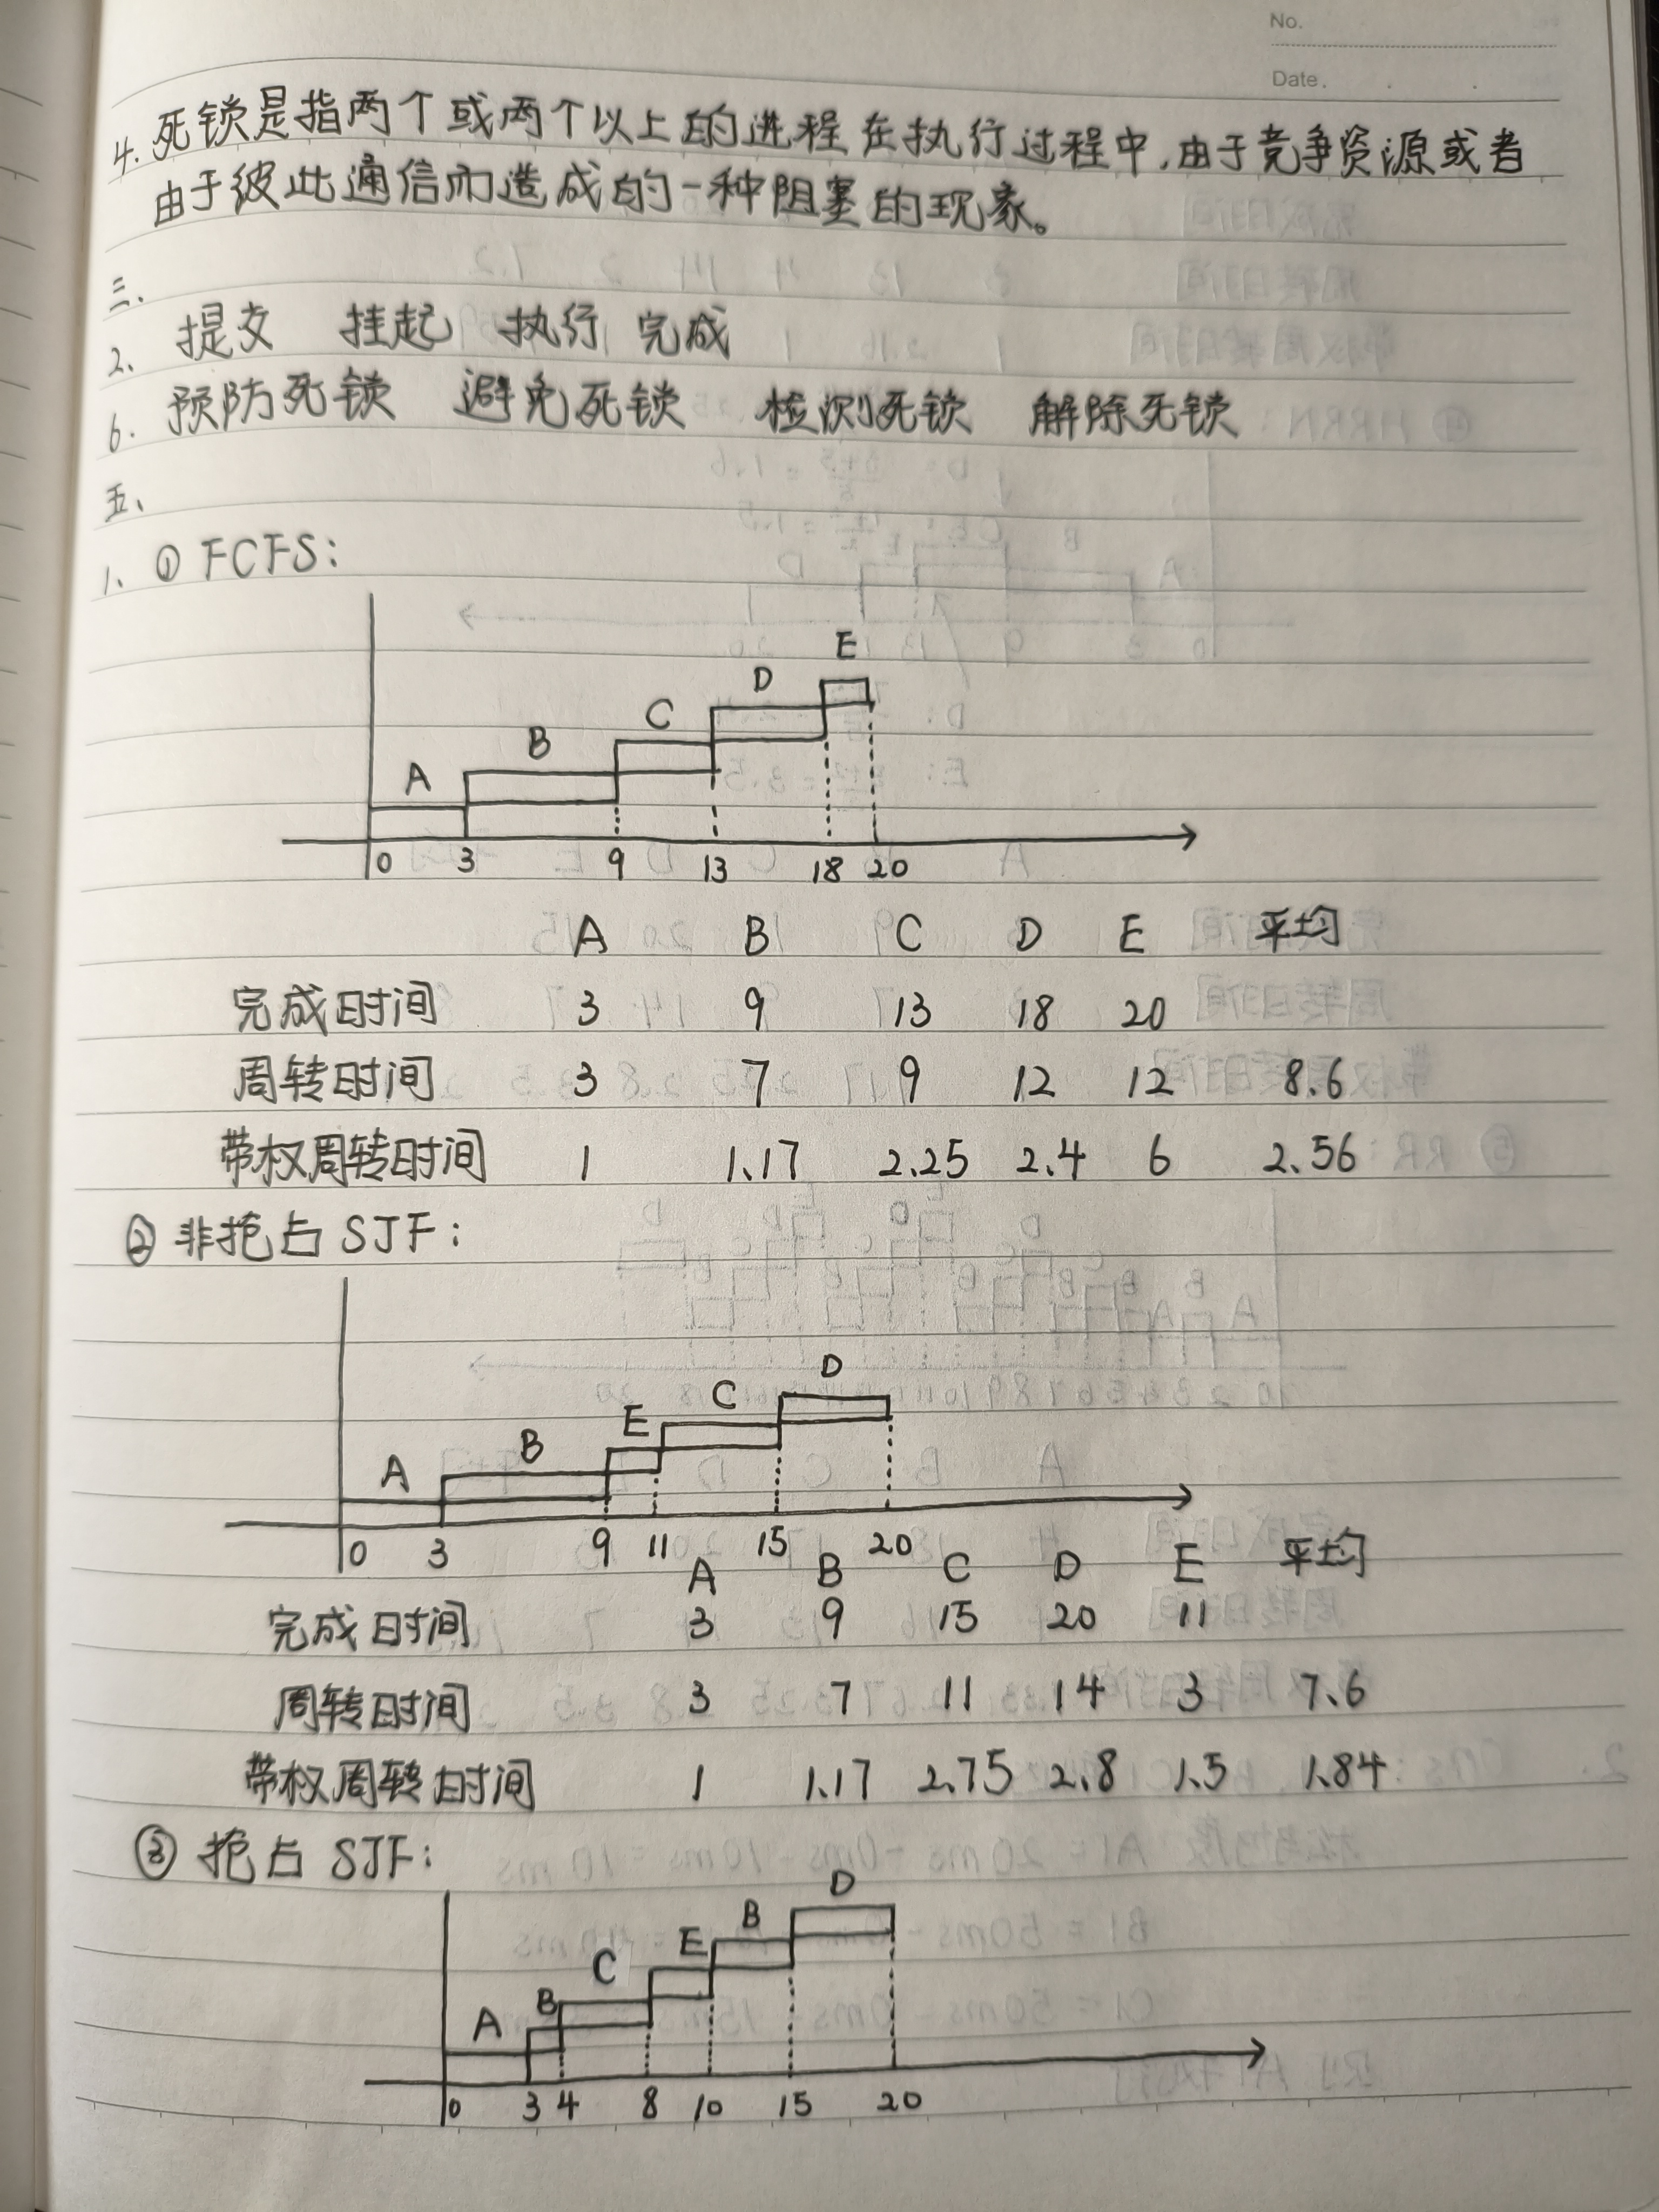 No.
Date.
4. 死锁是指两个或两个以上的进程在执行过程中,由于竞争资源或者
由于彼此通信而造成的一种阻塞的现象。
三、
2. 提交 挂起 执行 完成
6. 预防死锁 避免死锁 检测死锁 解除死锁
五、
1. ① FCFS:
E
D
C
B
A
0 3 9 13 18 20
A B C D E 平均
完成时间 3 9 13 18 20
周转时间 3 7 9 12 12 8.6
带权周转时间 1 1.17 2.25 2.4 6 2.56
② 非抢占SJF:
D
C
E
B
A
0 3 9 11 15 20
A B C D E 平均
完成时间 3 9 15 20 11
周转时间 3 7 11 14 3 7.6
带权周转时间 1 1.17 2.75 2.8 1.5 1.84
③ 抢占SJF:
D
B
E
C
B
A
0 3 4 8 10 15 20